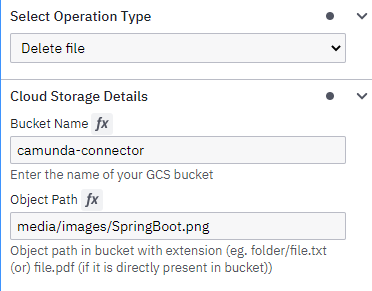 Select Operation Type
Delete file
Cloud Storage Details
Bucket Name fx
camunda-connector
Enter the name of your GCS bucket
Object Path fx
media/images/SpringBoot.png
Object path in bucket with extension (eg. folder/file.txt
(or) file.pdf (if it is directly present in bucket))